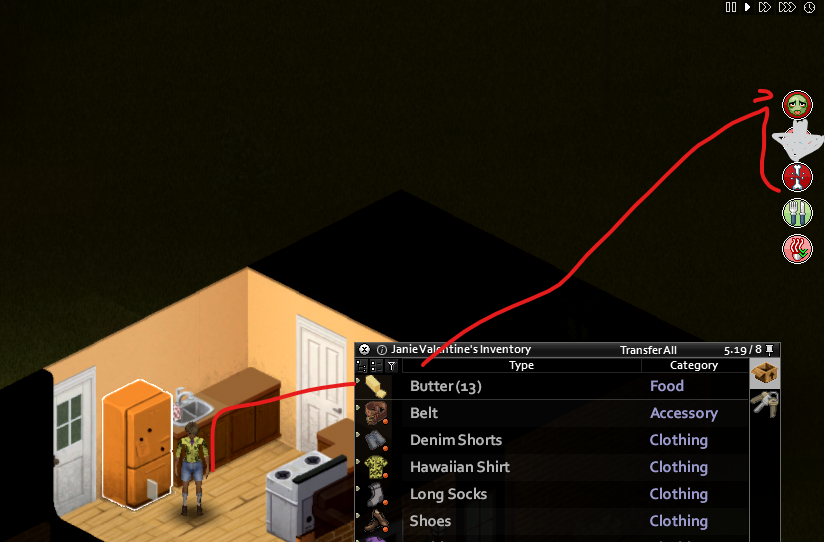 Janie Valentine's Inventory Transfer All 5.19 / 8
Type Category
Butter (13) Food
Belt Accessory
Denim Shorts Clothing
Hawaiian Shirt Clothing
Long Socks Clothing
Shoes Clothing